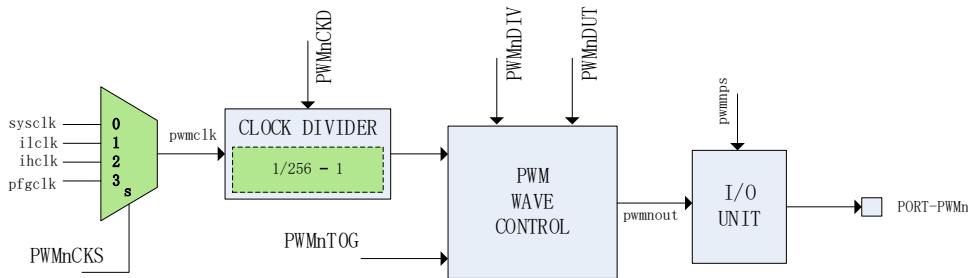 PWMnCKD
PWMnDIV
PWMnDUT
sysclk
ilclk
ihclk
pfgclk
0
1
2
3
s
PWMnCKS
pwmclk
CLOCK DIVIDER
1/256 - 1
PWMnTOG
PWM
WAVE
CONTROL
pwmnout
pwmnps
I/O
UNIT
PORT-PWMn